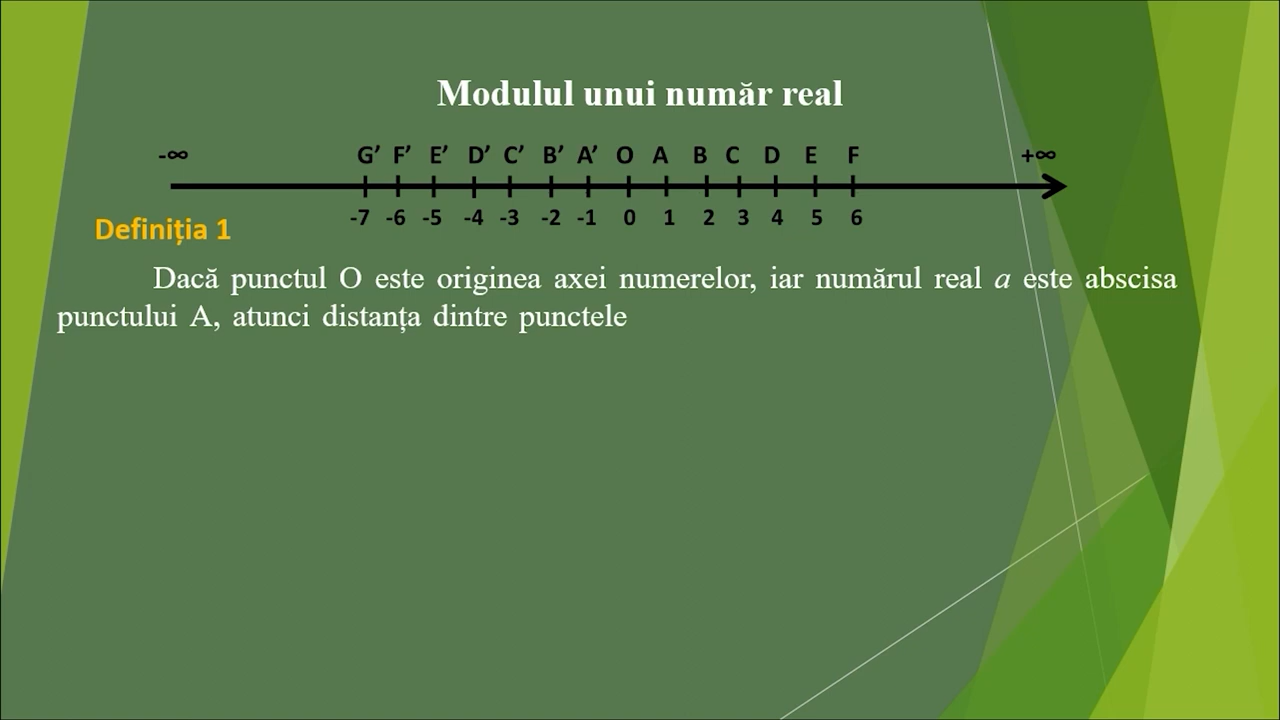 Modulul unui număr real
-∞ G’ F’ E’ D’ C’ B’ A’ O A B C D E F +∞
-7 -6 -5 -4 -3 -2 -1 0 1 2 3 4 5 6
Definiția 1
Dacă punctul O este originea axei numerelor, iar numărul real a este abscisa
punctului A, atunci distanța dintre punctele